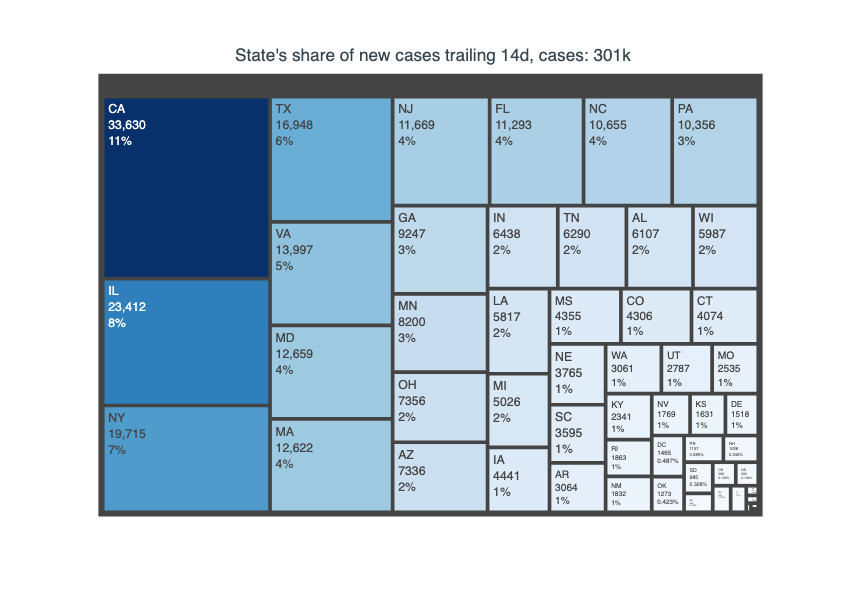 State's share of new cases trailing 14d, cases: 301k
CA
33,630
11%
IL
23,412
8%
NY
19,715
7%
TX
16,948
6%
VA
13,997
5%
MD
12,659
4%
MA
12,622
4%
NJ
11,669
4%
FL
11,293
4%
NC
10,655
4%
PA
10,356
3%
GA
9247
3%
MN
8200
3%
OH
7356
2%
AZ
7336
2%
IN
6438
2%
TN
6290
2%
AL
6107
2%
WI
5987
2%
LA
5817
2%
MI
5026
2%
IA
4441
1%
MS
4355
1%
CO
4306
1%
CT
4074
1%
NE
3765
1%
SC
3595
1%
AR
3064
1%
WA
3061
1%
UT
2787
1%
MO
2535
1%
KY
2341
1%
RI
1863
1%
NM
1832
1%
NV
1769
1%
KS
1631
1%
DE
1518
1%
DC
1465
0.487%
OK
1273
0.423%
PR
NH
SD
985
0.328%